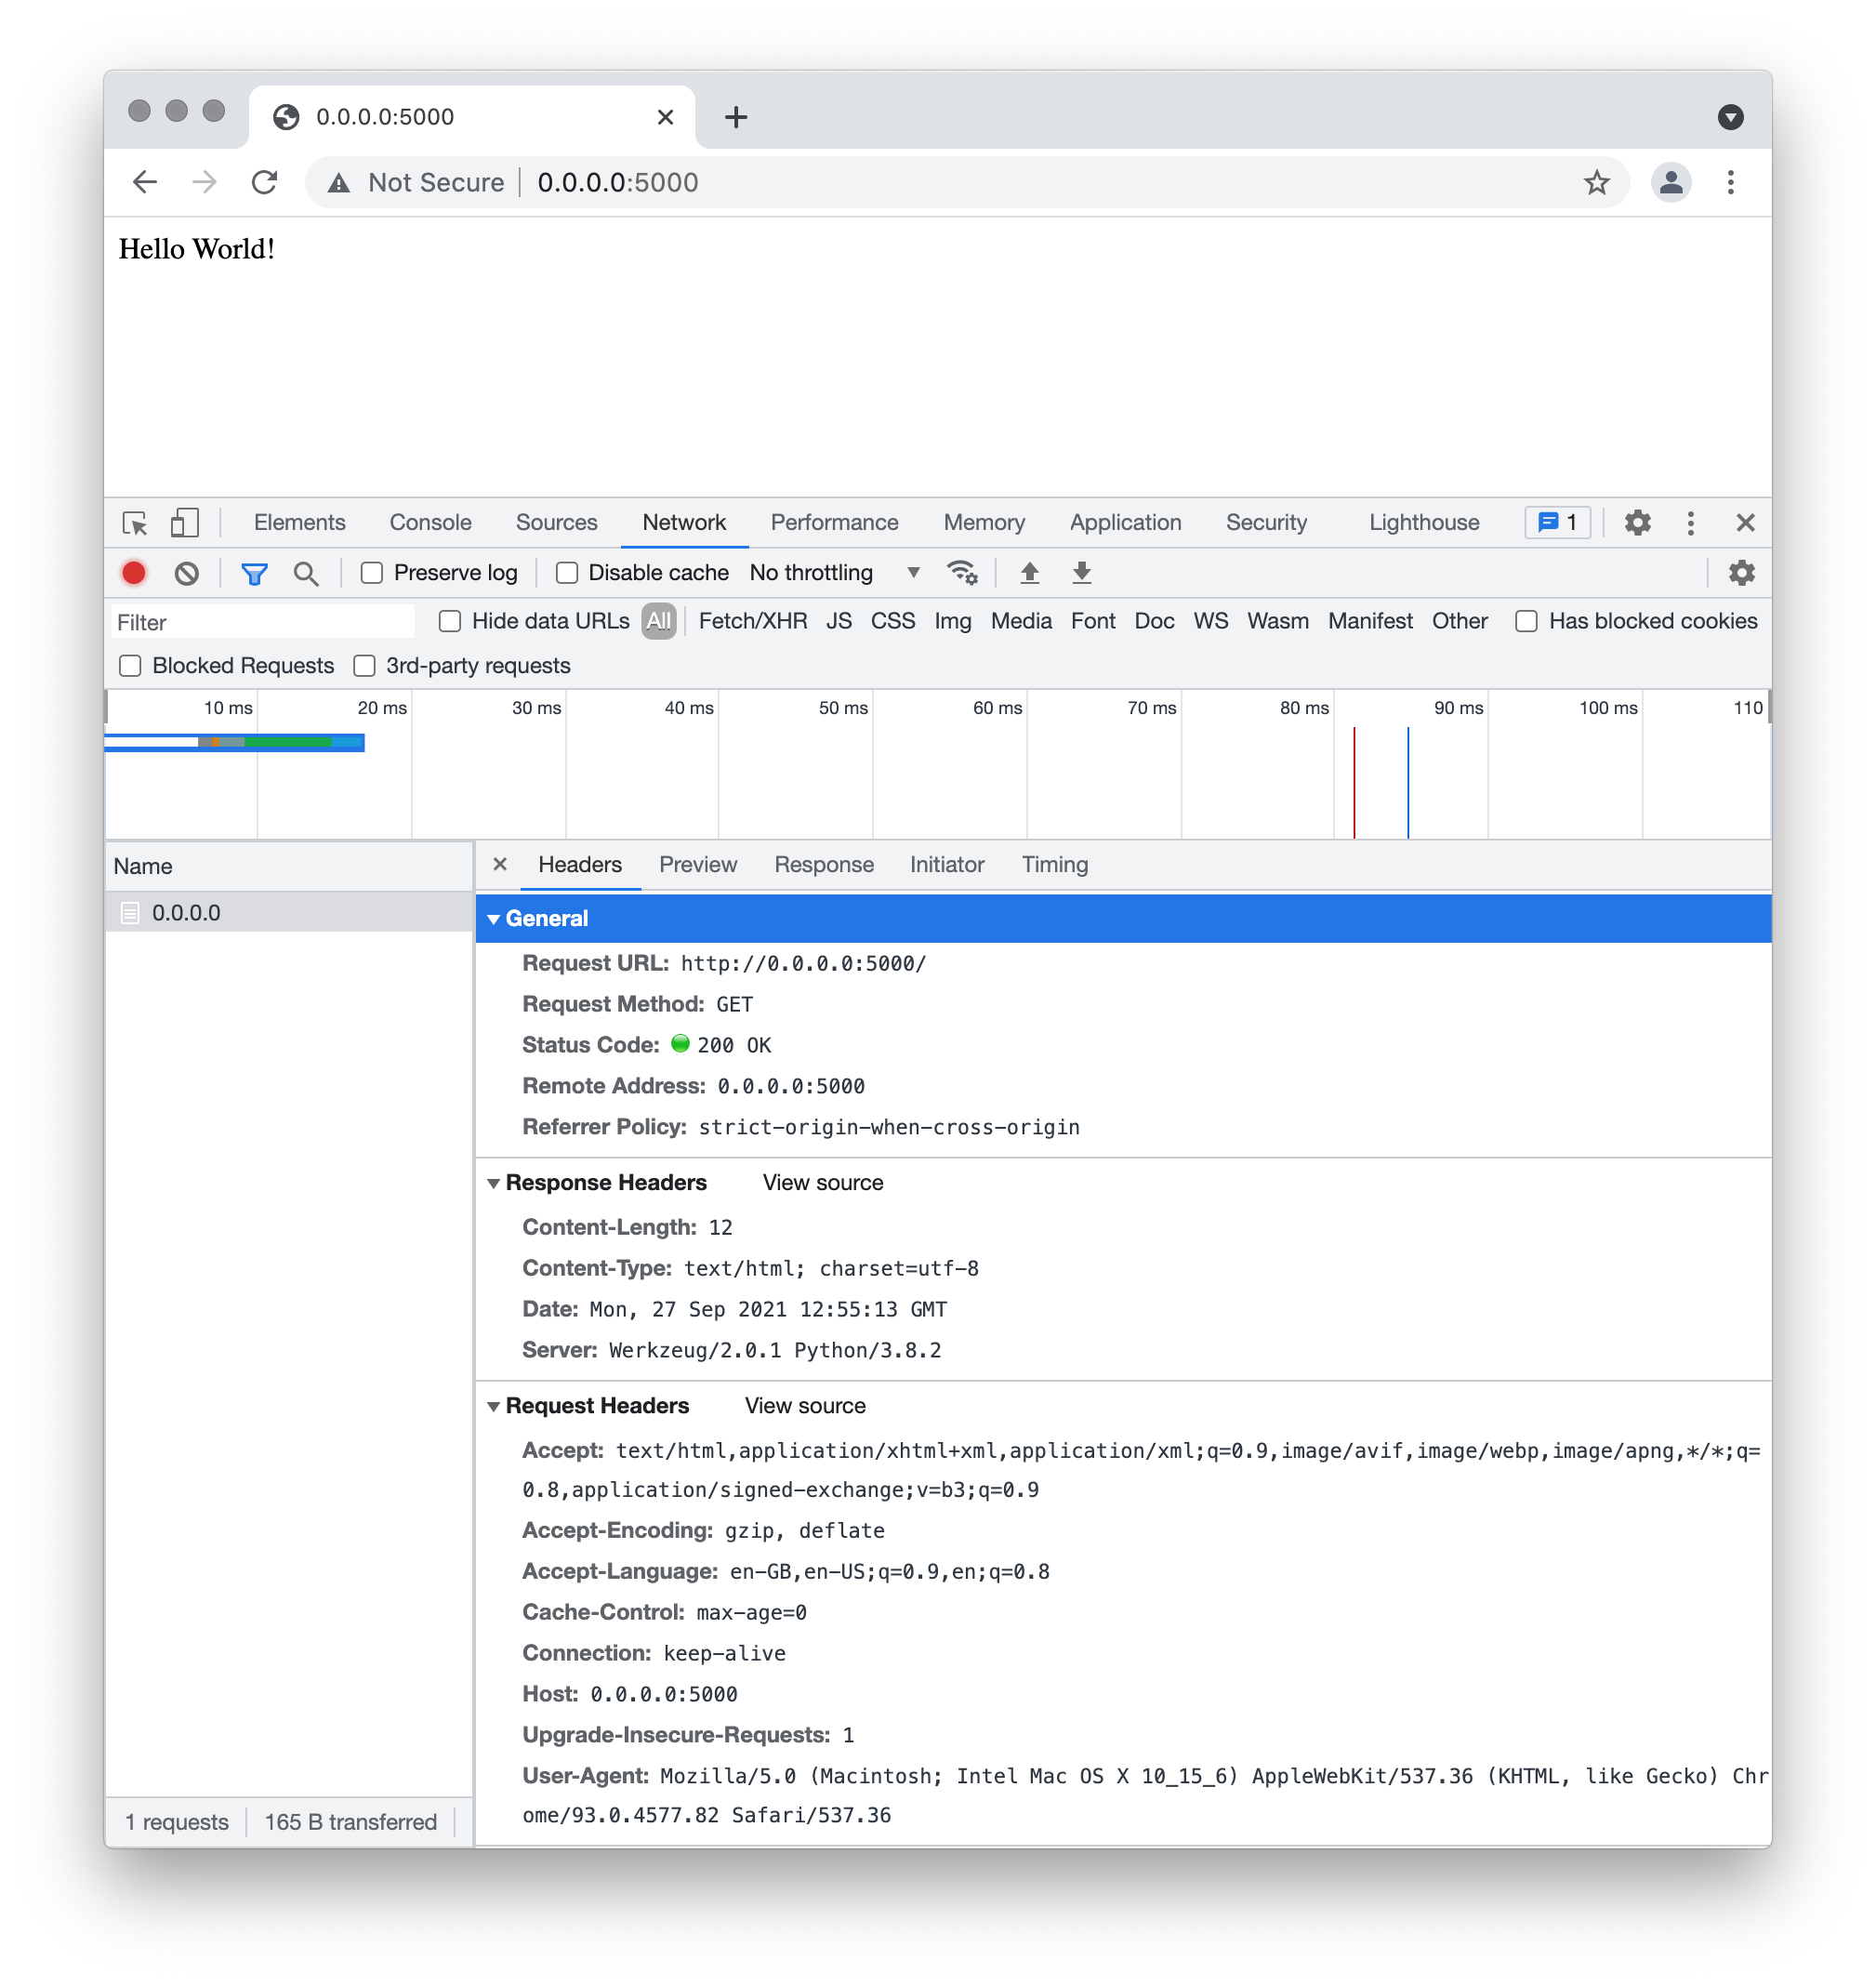 0.0.0.0:5000
Not Secure 0.0.0.0:5000
Hello World!
Elements Console Sources Network Performance Memory Application Security Lighthouse 1
Preserve log Disable cache No throttling
Filter Hide data URLs All Fetch/XHR JS CSS Img Media Font Doc WS Wasm Manifest Other Has blocked cookies
Blocked Requests 3rd-party requests
10 ms 20 ms 30 ms 40 ms 50 ms 60 ms 70 ms 80 ms 90 ms 100 ms 110
Name
0.0.0.0
Headers Preview Response Initiator Timing
General
Request URL: http://0.0.0.0:5000/
Request Method: GET
Status Code: 200 OK
Remote Address: 0.0.0.0:5000
Referrer Policy: strict-origin-when-cross-origin
Response Headers View source
Content-Length: 12
Content-Type: text/html; charset=utf-8
Date: Mon, 27 Sep 2021 12:55:13 GMT
Server: Werkzeug/2.0.1 Python/3.8.2
Request Headers View source
Accept: text/html,application/xhtml+xml,application/xml;q=0.9,image/avif,image/webp,image/apng,*/*;q=
0.8,application/signed-exchange;v=b3;q=0.9
Accept-Encoding: gzip, deflate
Accept-Language: en-GB,en-US;q=0.9,en;q=0.8
Cache-Control: max-age=0
Connection: keep-alive
Host: 0.0.0.0:5000
Upgrade-Insecure-Requests: 1
User-Agent: Mozilla/5.0 (Macintosh; Intel Mac OS X 10_15_6) AppleWebKit/537.36 (KHTML, like Gecko) Chr
ome/93.0.4577.82 Safari/537.36
1 requests 165 B transferred